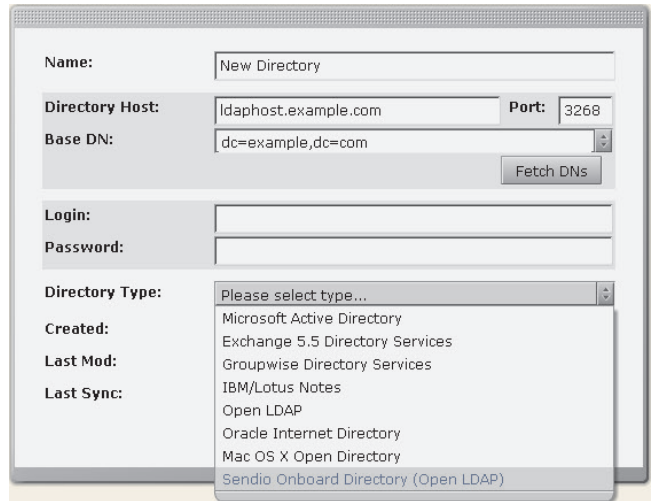 Name: New Directory
Directory Host: ldaphost.example.com Port: 3268
Base DN: dc=example,dc=com
Fetch DNs
Login:
Password:
Directory Type: Please select type...
Microsoft Active Directory
Created:
Exchange 5.5 Directory Services
Last Mod:
Groupwise Directory Services
IBM/Lotus Notes
Last Sync:
Open LDAP
Oracle Internet Directory
Mac OS X Open Directory
Sendio Onboard Directory (Open LDAP)